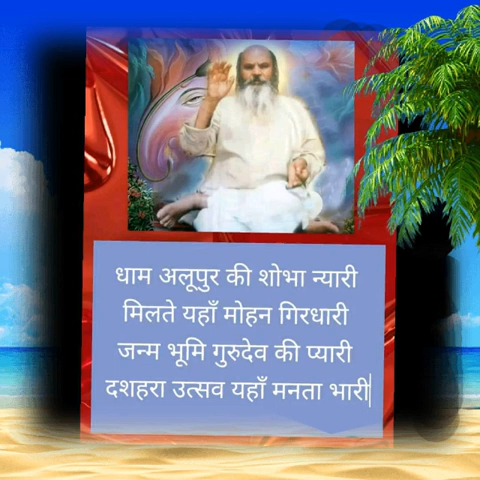 धाम अलूपुर की शोभा न्यारी
मिलते यहाँ मोहन गिरधारी
जन्म भूमि गुरुदेव की प्यारी
दशहरा उत्सव यहाँ मनता भारी